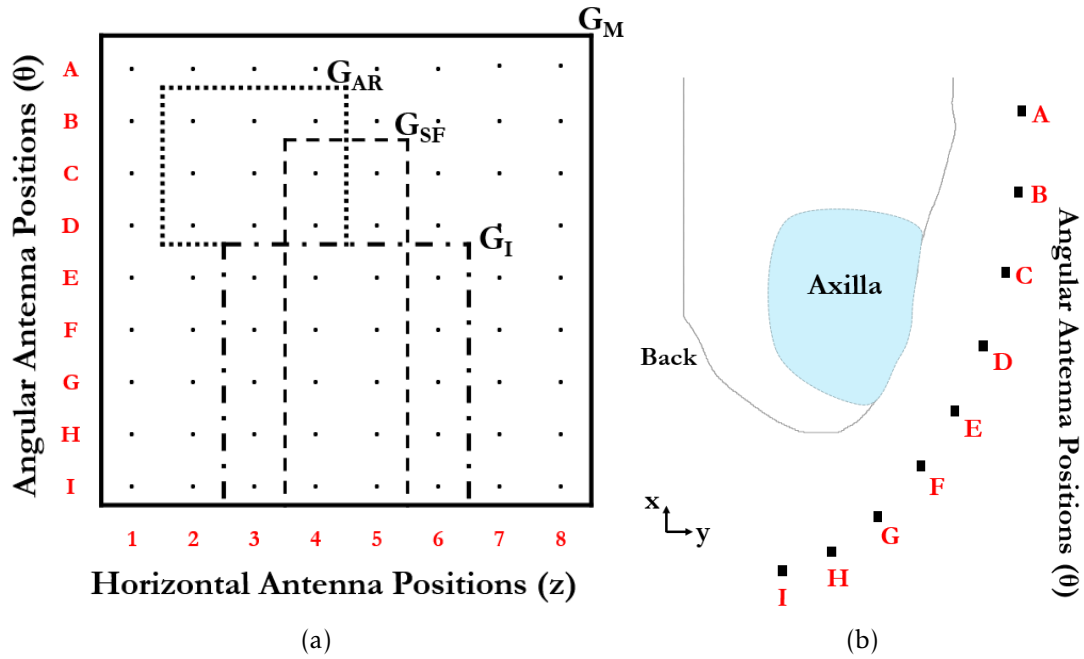 G_M
A
G_AR
B
G_SF
C
D
G_I
E
F
G
H
I
Angular Antenna Positions (θ)
1 2 3 4 5 6 7 8
Horizontal Antenna Positions (z)
(a)
A
B
C
D
E
F
G
H
I
Axilla
Back
x
y
Angular Antenna Positions (θ)
(b)